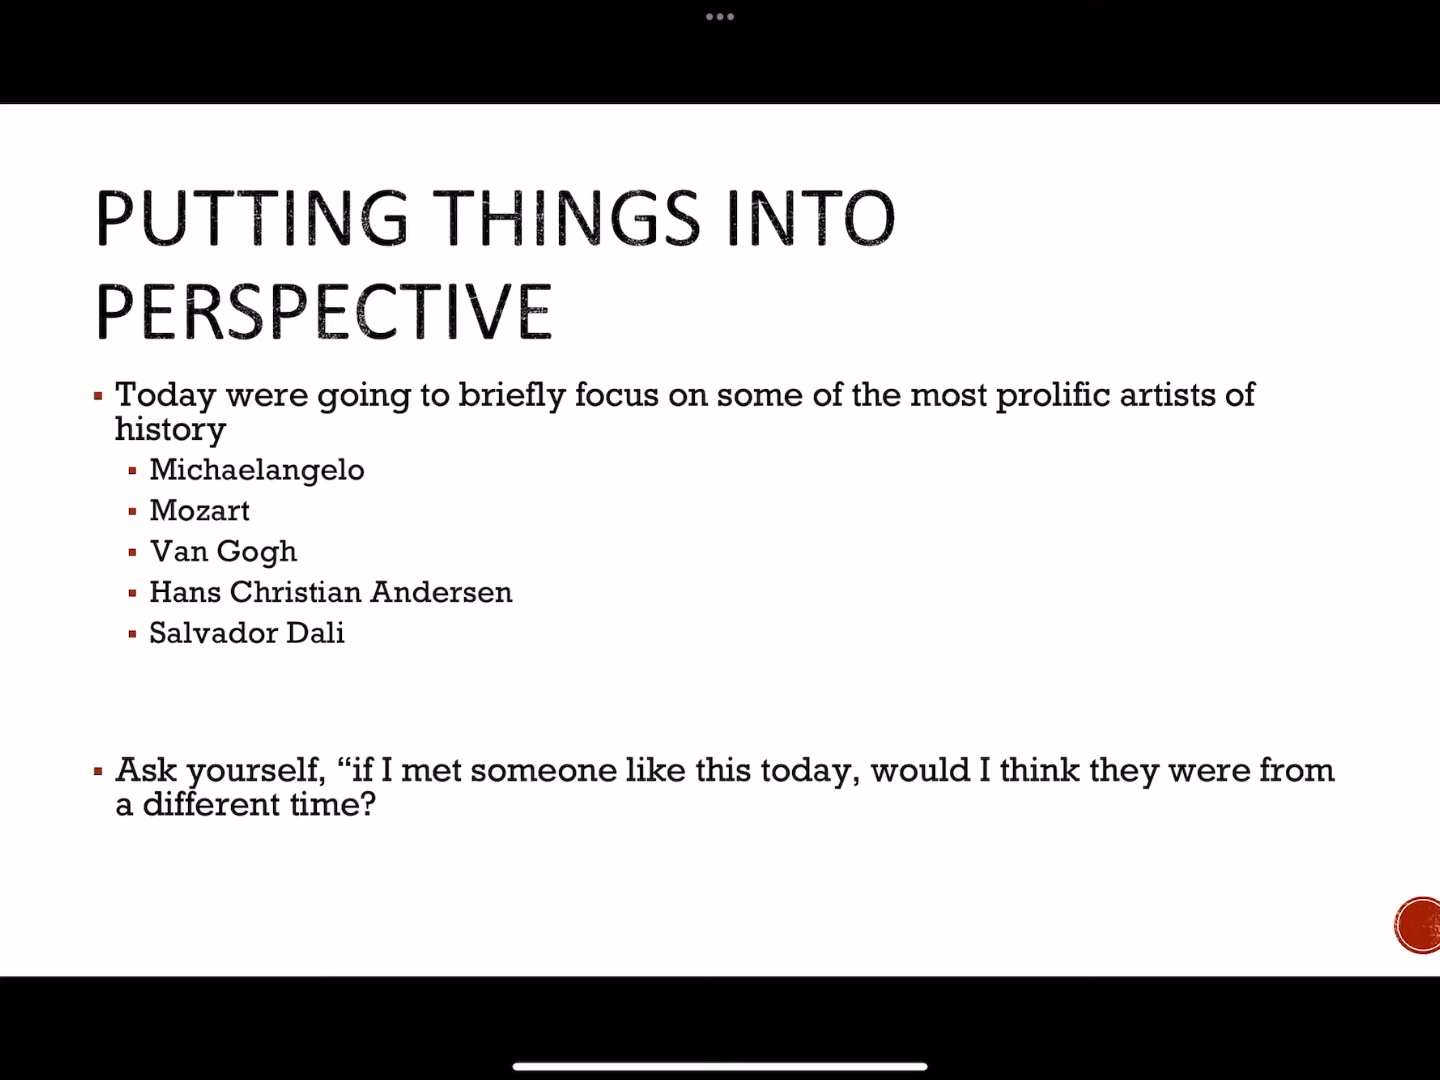 PUTTING THINGS INTO
PERSPECTIVE
Today were going to briefly focus on some of the most prolific artists of
history
Michaelangelo
Mozart
Van Gogh
Hans Christian Andersen
Salvador Dali
Ask yourself, “if I met someone like this today, would I think they were from
a different time?